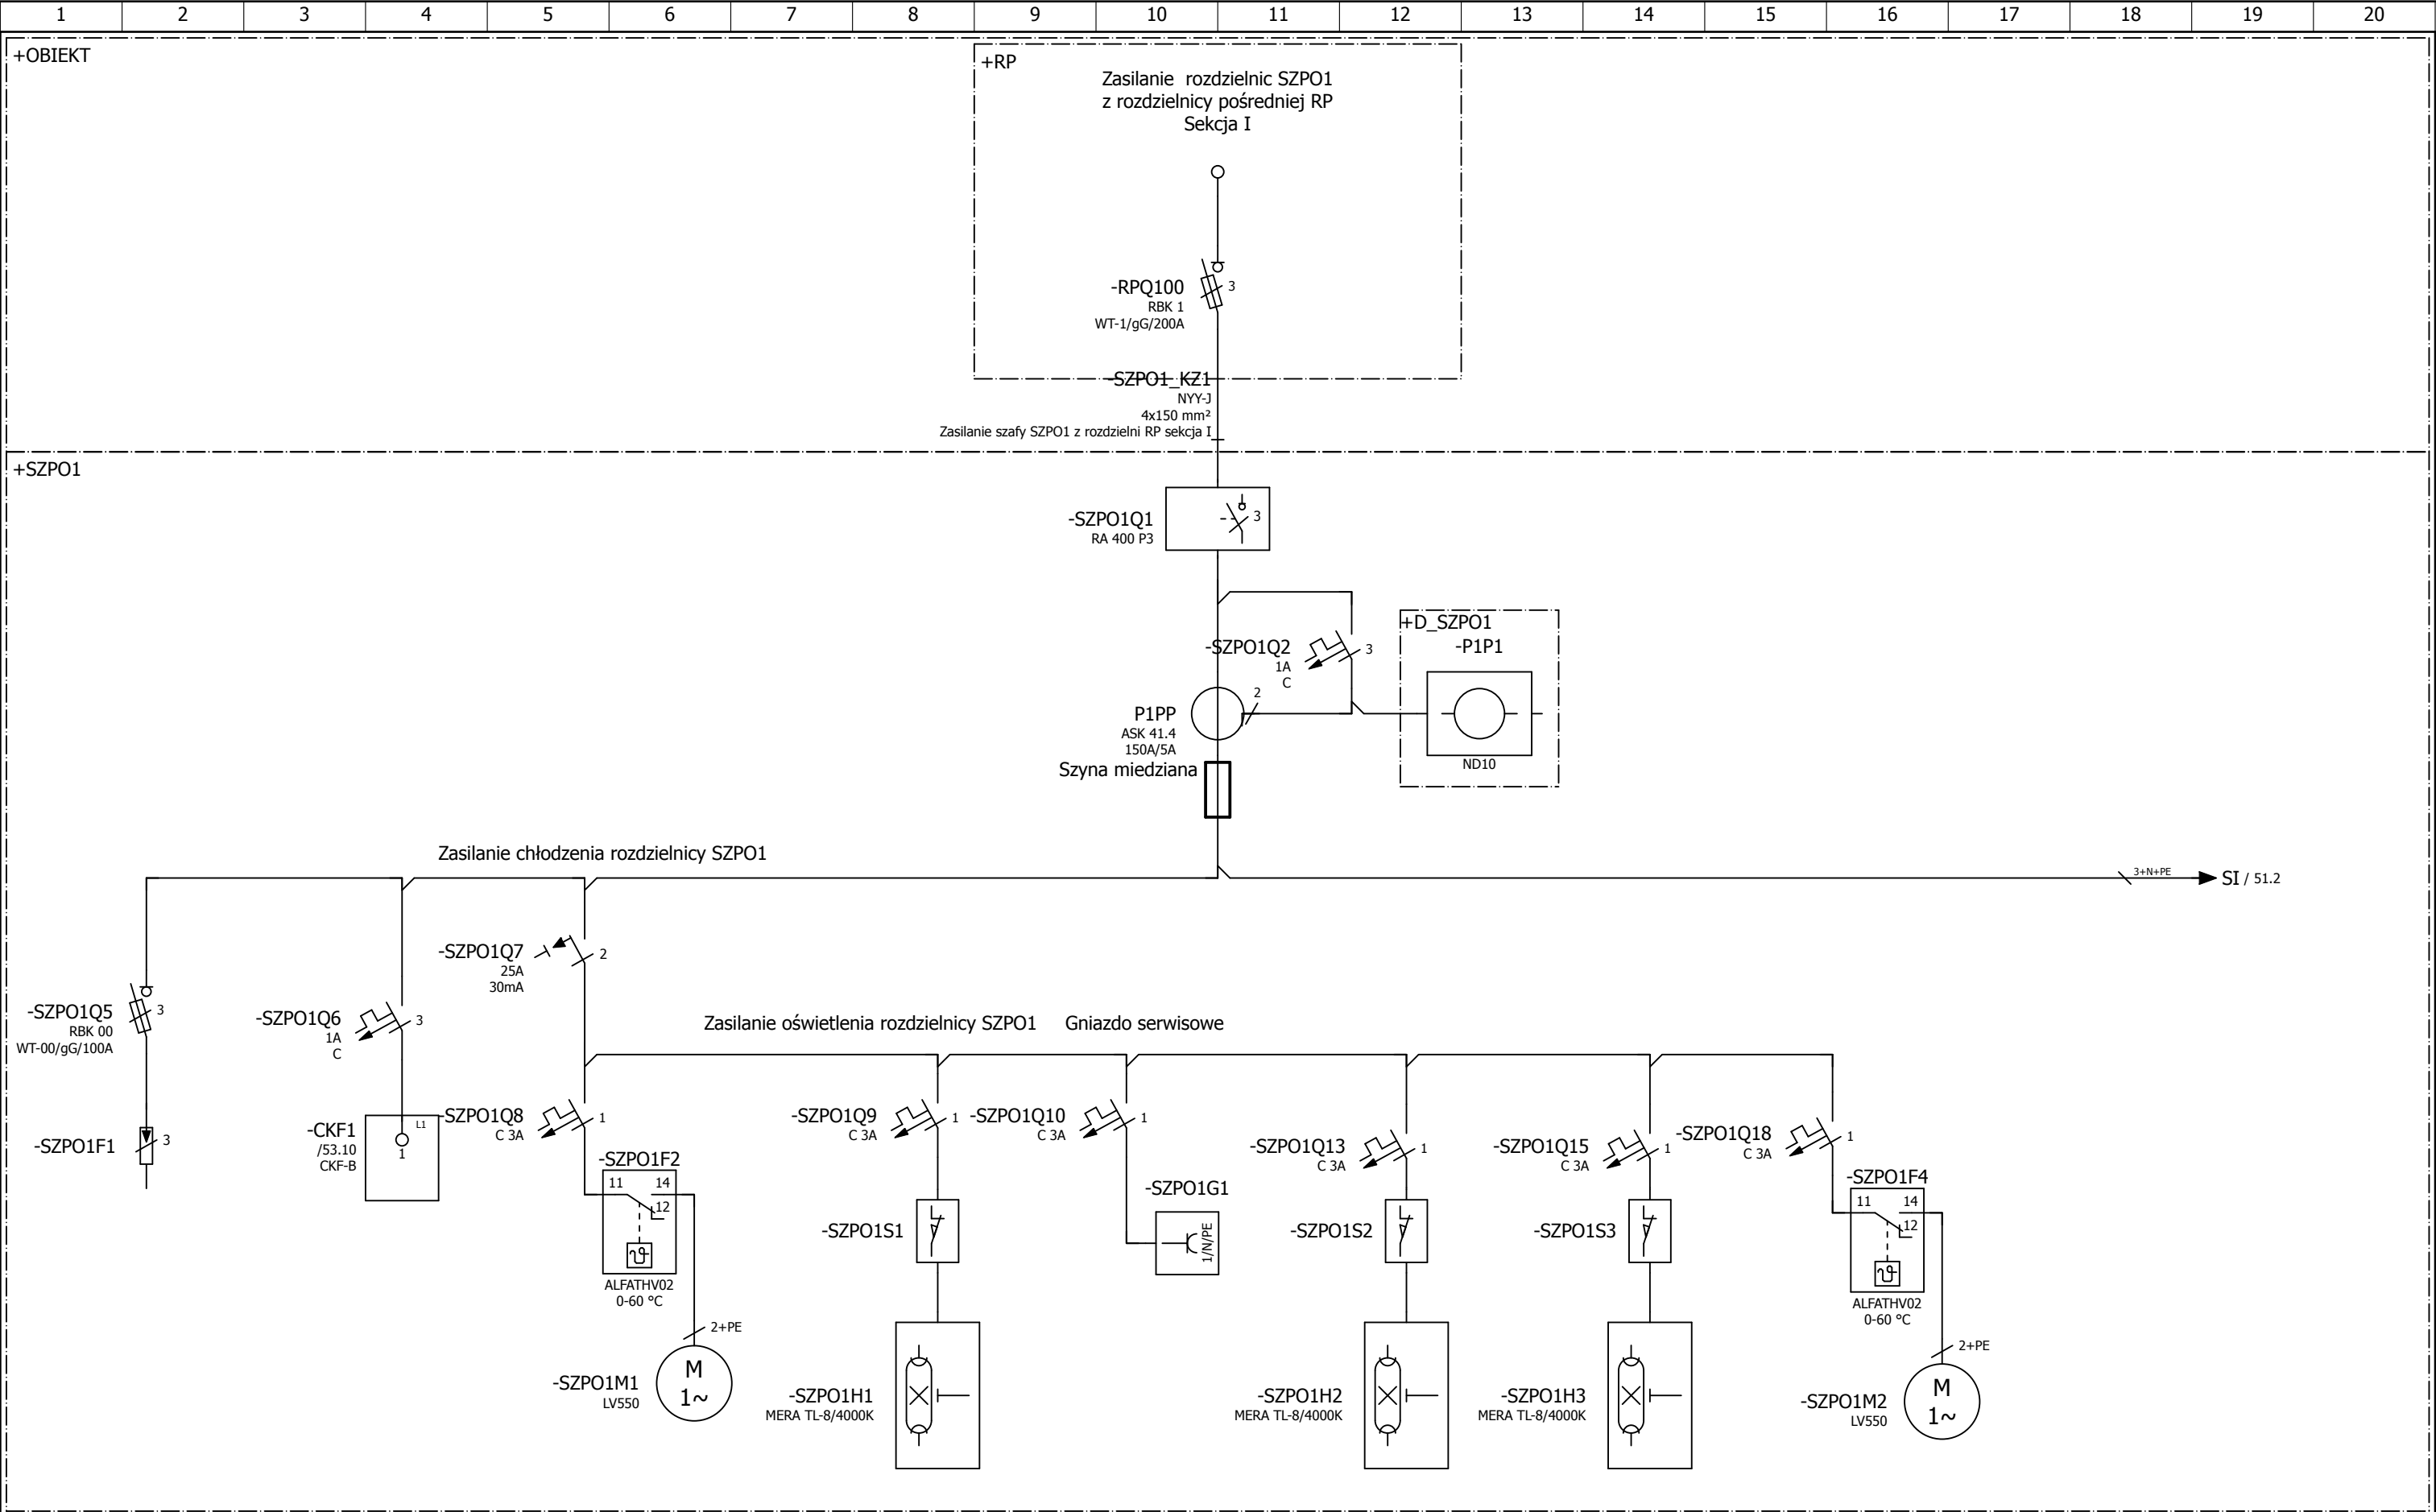 1 2 3 4 5 6 7 8 9 10 11 12 13 14 15 16 17 18 19 20
+OBIEKT
+RP
Zasilanie rozdzielnic SZPO1
z rozdzielnicy pośredniej RP
Sekcja I
-RPQ100
3
RBK 1
WT-1/gG/200A
-SZPO1_KZ1
NYY-J
4x150 mm²
Zasilanie szafy SZPO1 z rozdzielni RP sekcja I
+SZPO1
-SZPO1Q1
3
RA 400 P3
-SZPO1Q2
3
1A
C
+D_SZPO1
-P1P1
ND10
2
P1PP
ASK 41.4
150A/5A
Szyna miedziana
Zasilanie chłodzenia rozdzielnicy SZPO1
3+N+PE
SI / 51.2
-SZPO1Q7
2
25A
30mA
-SZPO1Q5
3
RBK 00
WT-00/gG/100A
-SZPO1Q6
3
1A
C
Zasilanie oświetlenia rozdzielnicy SZPO1
Gniazdo serwisowe
-SZPO1F1
3
-CKF1
/53.10
CKF-B
L1
1
-SZPO1Q8
1
C 3A
-SZPO1Q9
1
C 3A
-SZPO1Q10
1
C 3A
-SZPO1Q13
1
C 3A
-SZPO1Q15
1
C 3A
-SZPO1Q18
1
C 3A
-SZPO1F2
11 14
12
ALFATHV02
0-60 °C
-SZPO1S1
-SZPO1G1
1/N/PE
-SZPO1S2
-SZPO1S3
-SZPO1F4
11 14
12
ALFATHV02
0-60 °C
2+PE
-SZPO1M1
LV550
M
1~
-SZPO1H1
MERA TL-8/4000K
-SZPO1H2
MERA TL-8/4000K
-SZPO1H3
MERA TL-8/4000K
2+PE
-SZPO1M2
LV550
M
1~